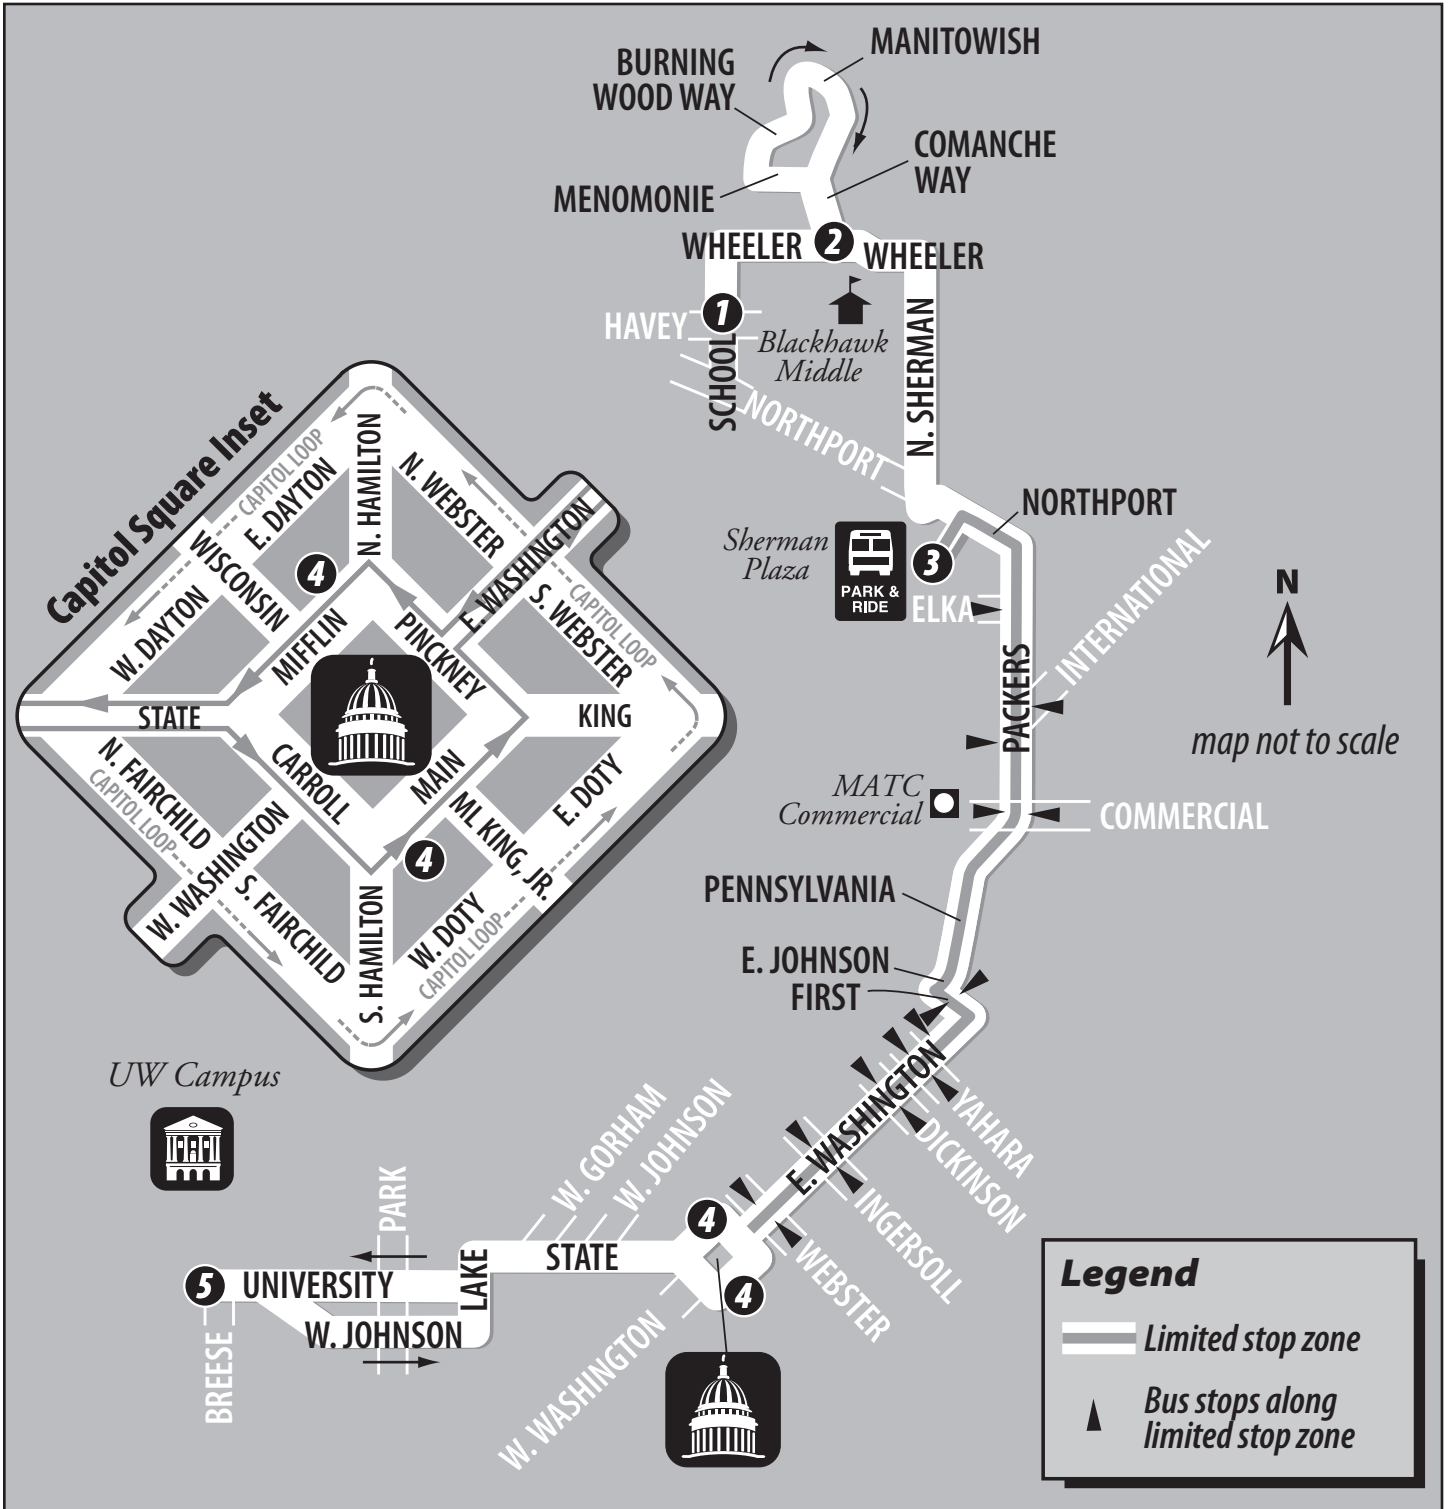 MANITOWISH
BURNING
WOOD WAY
COMANCHE
WAY
MENOMONIE
WHEELER
2
WHEELER
1
HAVEY
SCHOOL
Blackhawk
Middle
N. SHERMAN
NORTHPORT
NORTHPORT
Sherman
Plaza
PARK &
RIDE
3
ELKA
INTERNATIONAL
PACKERS
N
map not to scale
MATC
Commercial
COMMERCIAL
PENNSYLVANIA
E. JOHNSON
FIRST
E. WASHINGTON
YAHARA
DICKINSON
INGERSOLL
WEBSTER
Capitol Square Inset
CAPITOL LOOP
E. DAYTON
N. HAMILTON
N. WEBSTER
E. WASHINGTON
WISCONSIN
4
W. DAYTON
MIFFLIN
PINCKNEY
S. WEBSTER
CAPITOL LOOP
STATE
KING
N. FAIRCHILD
CAPITOL LOOP
CARROLL
MAIN
ML KING, JR.
E. DOTY
W. WASHINGTON
4
S. FAIRCHILD
S. HAMILTON
W. DOTY
CAPITOL LOOP
UW Campus
W. GORHAM
W. JOHNSON
PARK
4
STATE
LAKE
5
UNIVERSITY
4
W. JOHNSON
BREESE
W. WASHINGTON
Legend
Limited stop zone
Bus stops along
limited stop zone